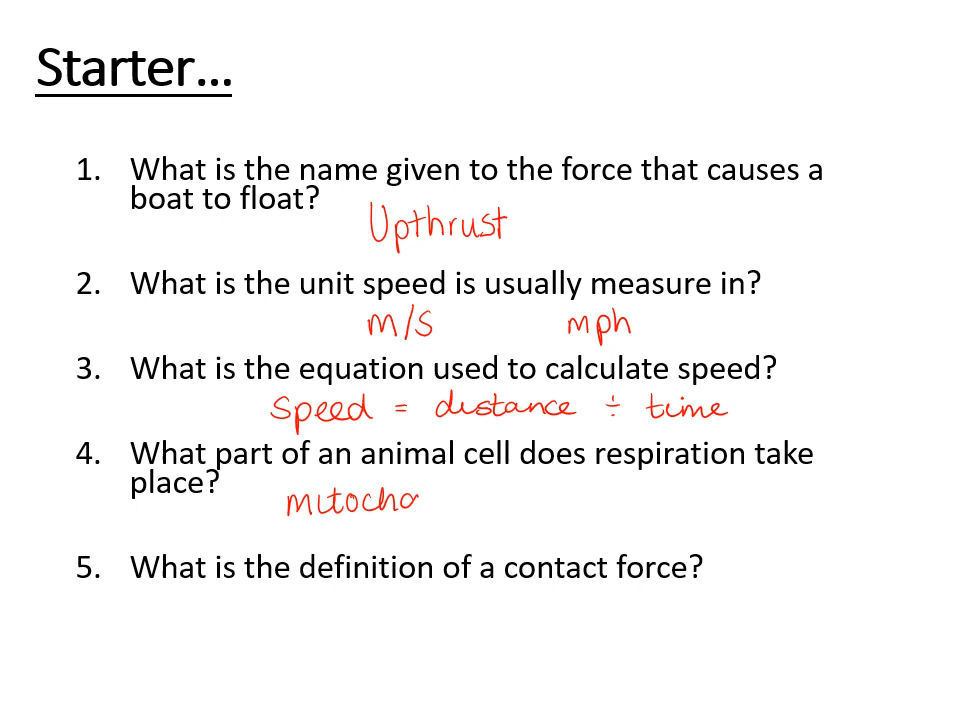 Starter...
1. What is the name given to the force that causes a
boat to float?
Upthrust
2. What is the unit speed is usually measure in?
m/s mph
3. What is the equation used to calculate speed?
Speed = distance ÷ time
4. What part of an animal cell does respiration take
place?
mitocho
5. What is the definition of a contact force?